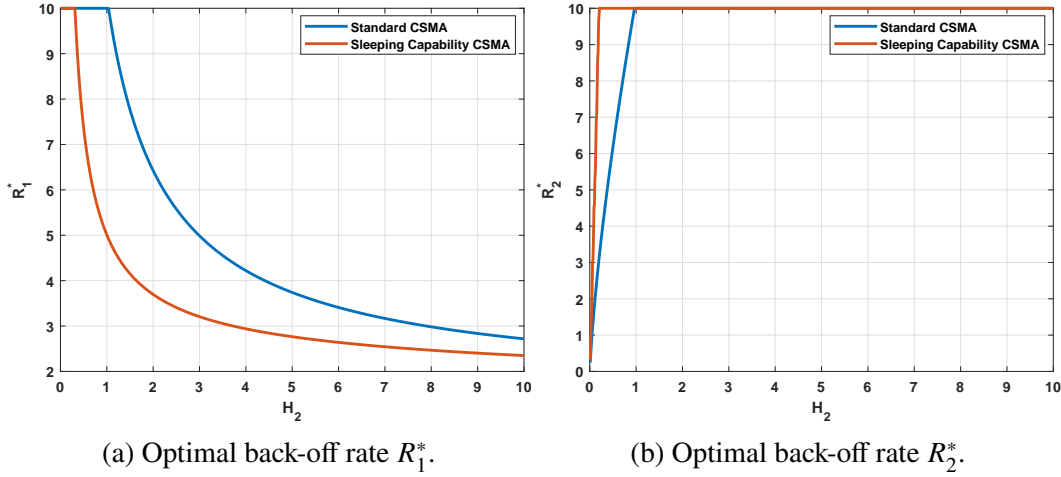 10
9
8
7
6
5
4
3
2
R*1
0 1 2 3 4 5 6 7 8 9 10
H2
Standard CSMA
Sleeping Capability CSMA
(a) Optimal back-off rate R*1.
10
9
8
7
6
5
4
3
2
1
0
R*2
0 1 2 3 4 5 6 7 8 9 10
H2
Standard CSMA
Sleeping Capability CSMA
(b) Optimal back-off rate R*2.